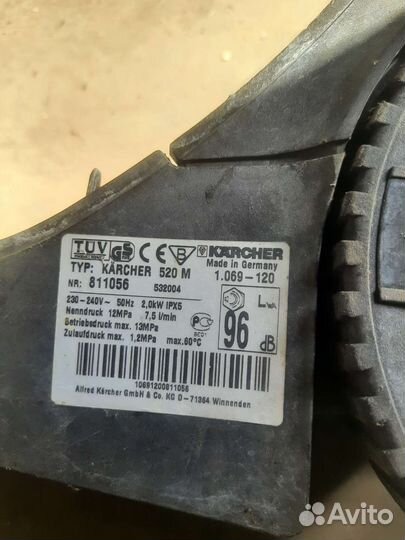 TÜV GS CE B KÄRCHER
TYP: KÄRCHER 520 M
Made in Germany
1.069-120
NR: 811056
532004
230-240V~ 50Hz 2,0kW IPX5
Nenndruck 12MPa 7,5 l/min
Betriebsdruck max. 13MPa
Zulaufdruck max. 1,2MPa max.60°C
LWA
96
dB
10691200811056
Alfred Kärcher GmbH & Co. KG D-71364 Winnenden
Avito